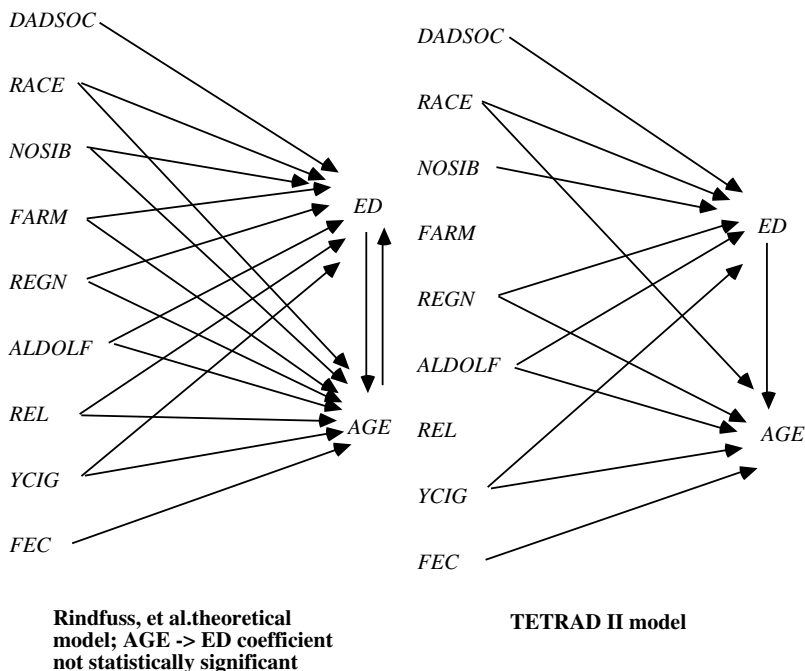 DADSOC
RACE
NOSIB
FARM
REGN
ALDOLF
REL
YCIG
FEC
ED
AGE
Rindfuss, et al.theoretical
model; AGE -> ED coefficient
not statistically significant
DADSOC
RACE
NOSIB
FARM
REGN
ALDOLF
REL
YCIG
FEC
ED
AGE
TETRAD II model